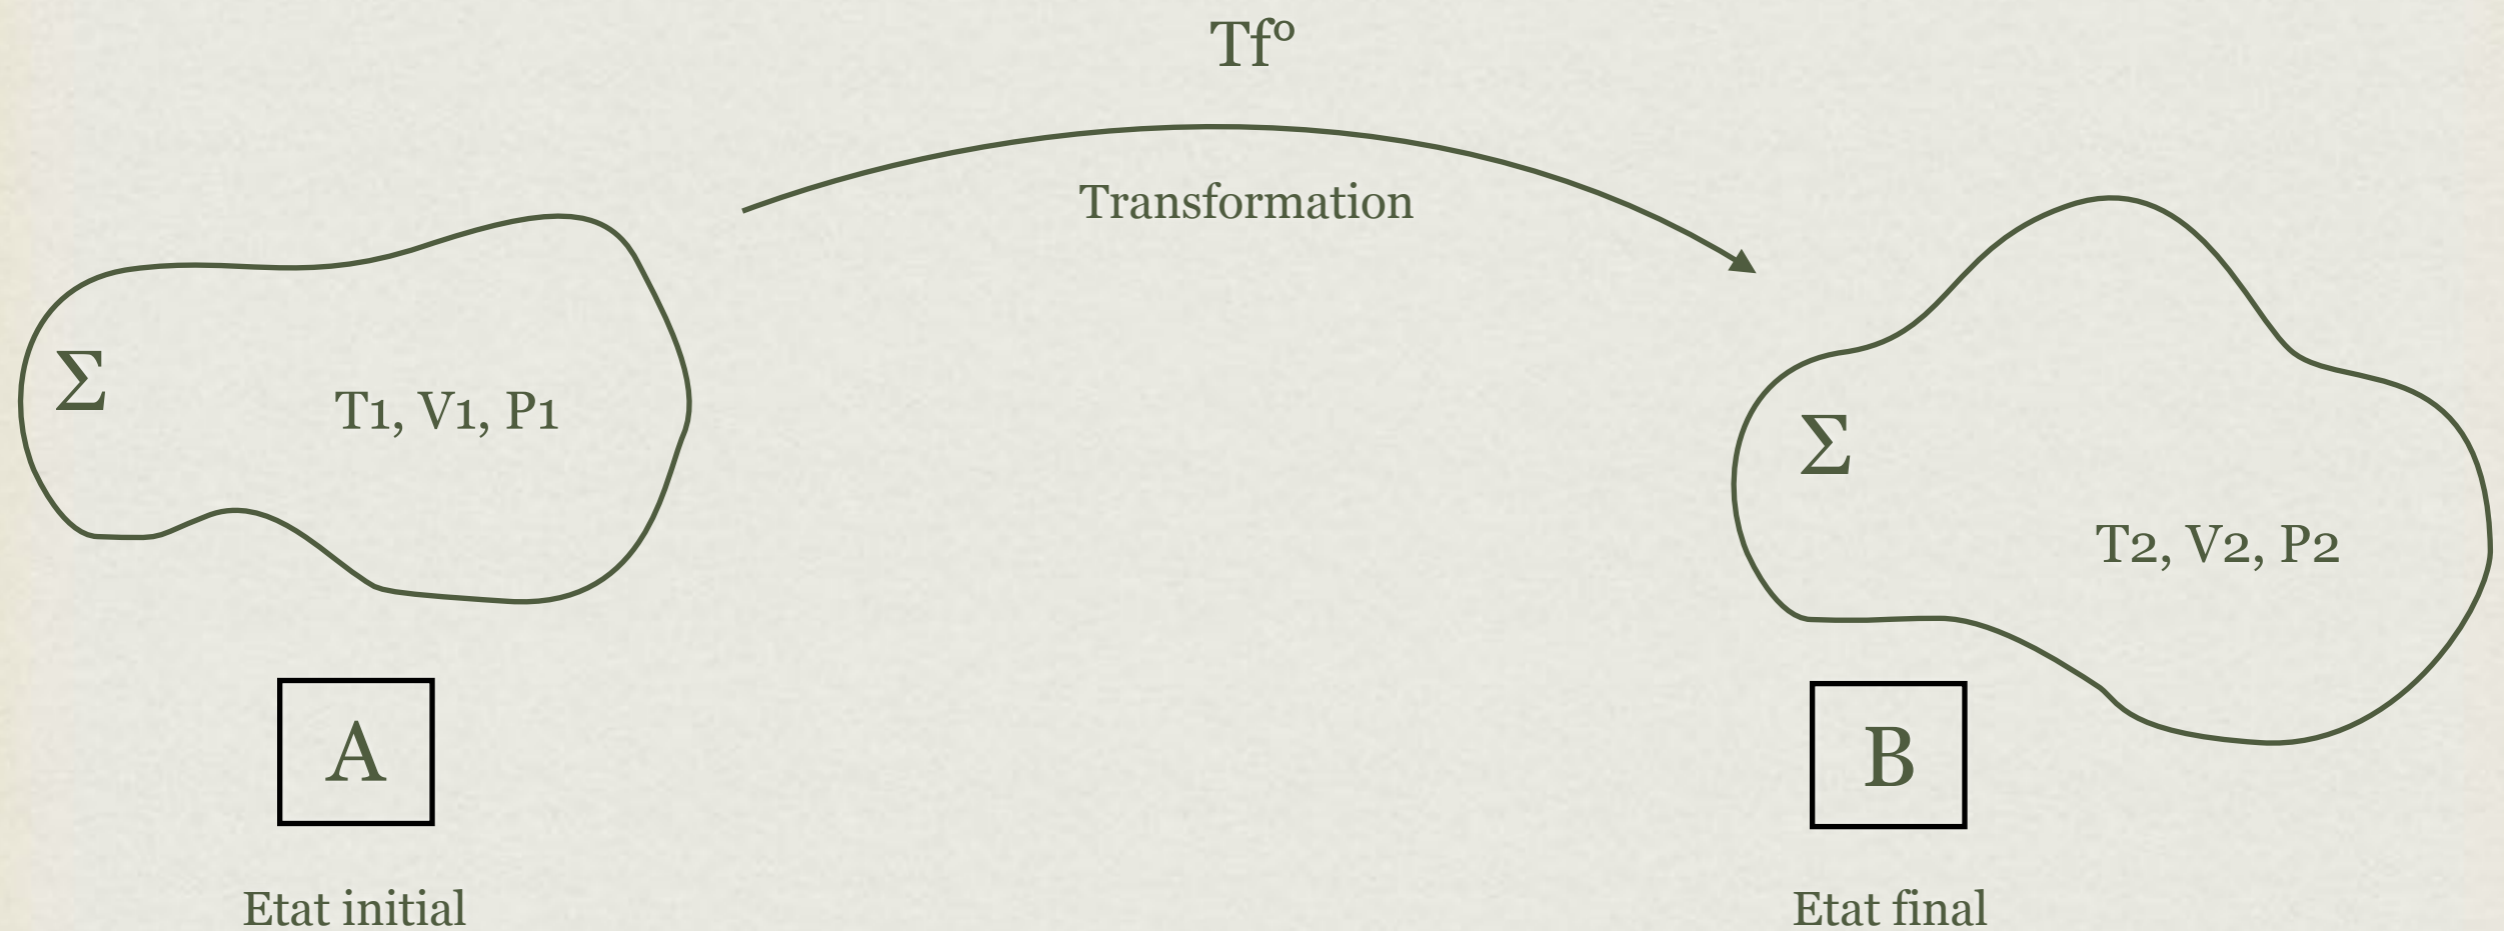 Tf°
Transformation
Σ
T1, V1, P1
Σ
T2, V2, P2
A
B
Etat initial
Etat final